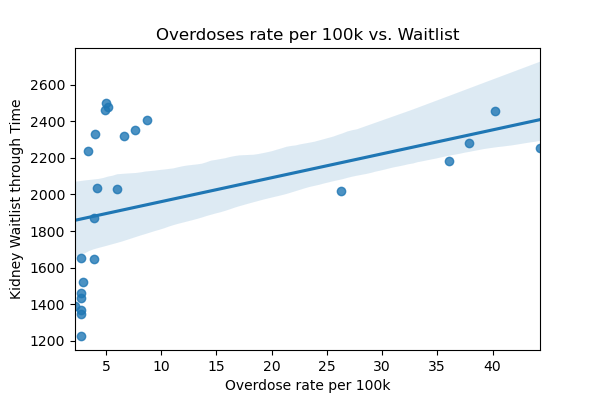 Overdoses rate per 100k vs. Waitlist
Kidney Waitlist through Time
2600
2400
2200
2000
1800
1600
1400
1200
5 10 15 20 25 30 35 40
Overdose rate per 100k